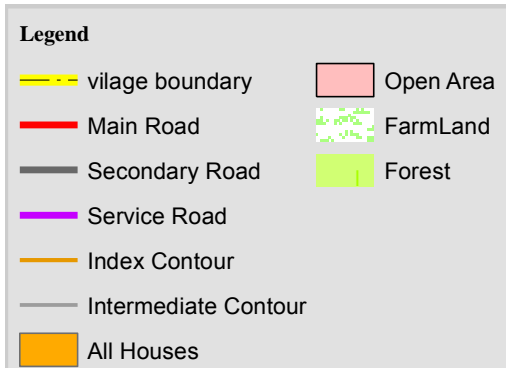 Legend
vilage boundary
Main Road
Secondary Road
Service Road
Index Contour
Intermediate Contour
All Houses
Open Area
FarmLand
Forest